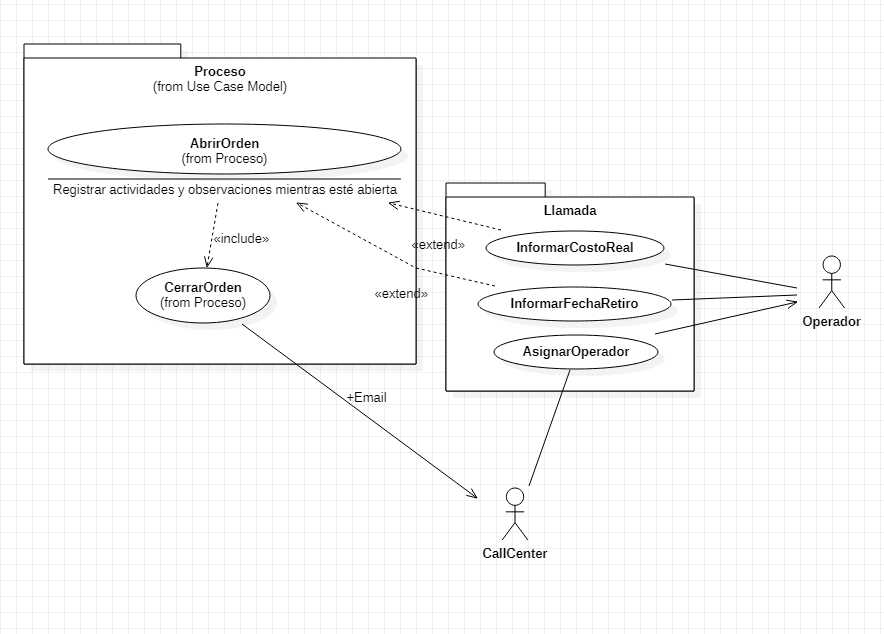 Proceso
(from Use Case Model)
AbrirOrden
(from Proceso)
Registrar actividades y observaciones mientras esté abierta
«include»
CerrarOrden
(from Proceso)
Llamada
InformarCostoReal
«extend»
InformarFechaRetiro
«extend»
AsignarOperador
Operador
+Email
CallCenter